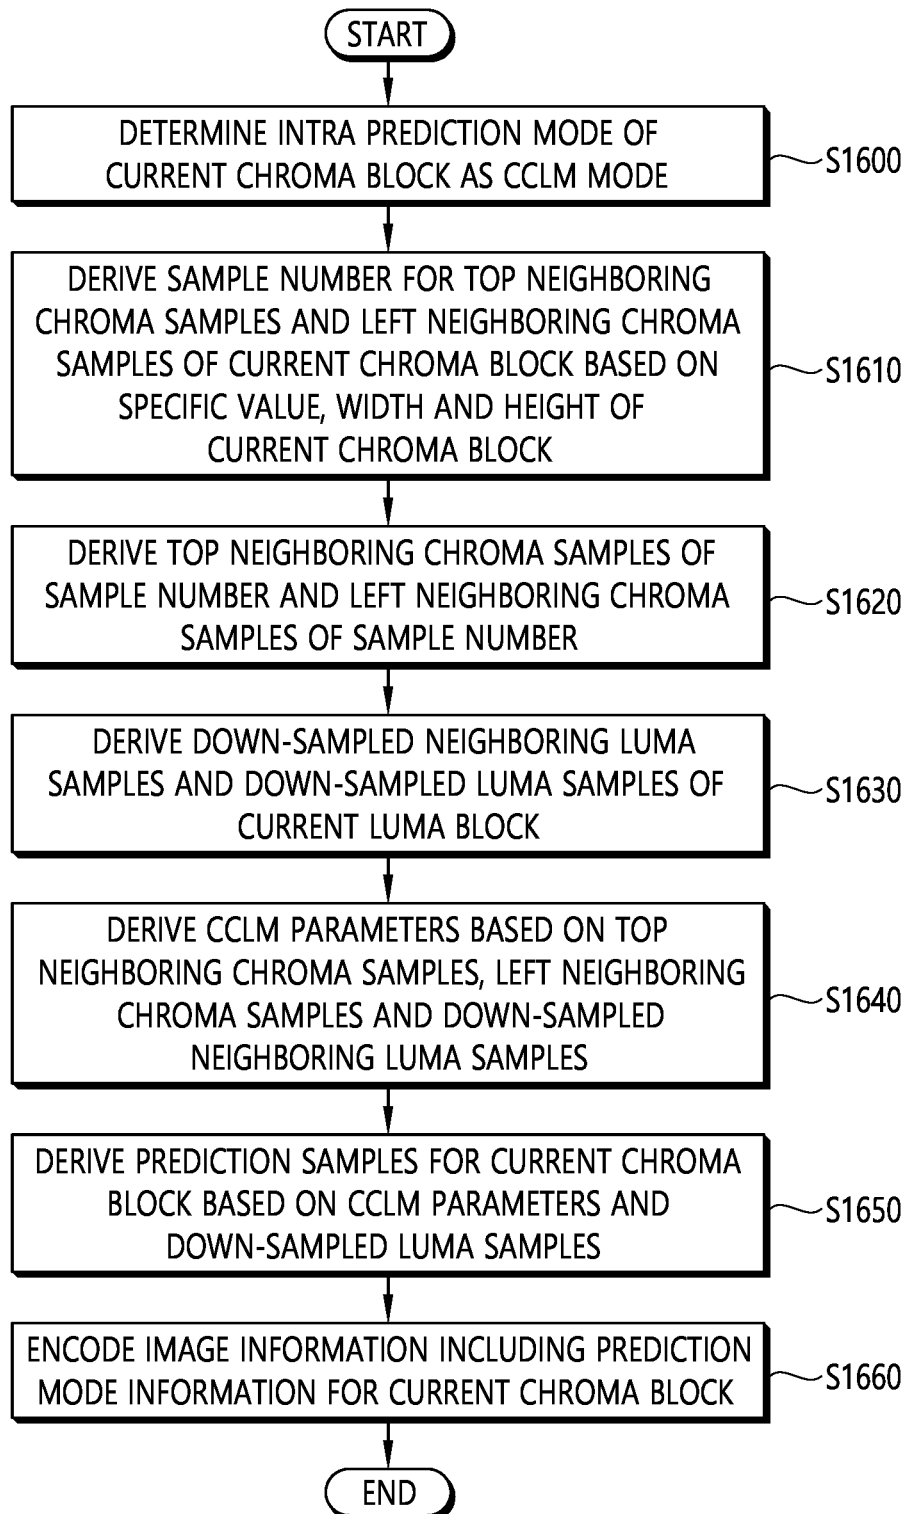 START
DETERMINE INTRA PREDICTION MODE OF
CURRENT CHROMA BLOCK AS CCLM MODE
S1600
DERIVE SAMPLE NUMBER FOR TOP NEIGHBORING
CHROMA SAMPLES AND LEFT NEIGHBORING CHROMA
SAMPLES OF CURRENT CHROMA BLOCK BASED ON
SPECIFIC VALUE, WIDTH AND HEIGHT OF
CURRENT CHROMA BLOCK
S1610
DERIVE TOP NEIGHBORING CHROMA SAMPLES OF
SAMPLE NUMBER AND LEFT NEIGHBORING CHROMA
SAMPLES OF SAMPLE NUMBER
S1620
DERIVE DOWN-SAMPLED NEIGHBORING LUMA
SAMPLES AND DOWN-SAMPLED LUMA SAMPLES OF
CURRENT LUMA BLOCK
S1630
DERIVE CCLM PARAMETERS BASED ON TOP
NEIGHBORING CHROMA SAMPLES, LEFT NEIGHBORING
CHROMA SAMPLES AND DOWN-SAMPLED
NEIGHBORING LUMA SAMPLES
S1640
DERIVE PREDICTION SAMPLES FOR CURRENT CHROMA
BLOCK BASED ON CCLM PARAMETERS AND
DOWN-SAMPLED LUMA SAMPLES
S1650
ENCODE IMAGE INFORMATION INCLUDING PREDICTION
MODE INFORMATION FOR CURRENT CHROMA BLOCK
S1660
END